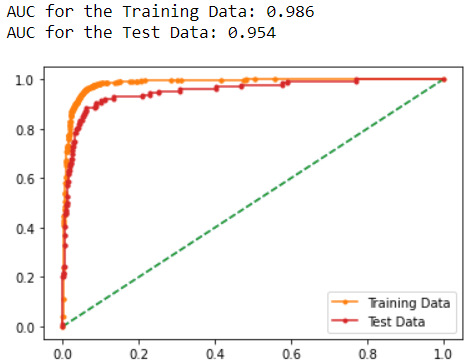 AUC for the Training Data: 0.986
AUC for the Test Data: 0.954
1.0
0.8
0.6
0.4
0.2
0.0
0.0 0.2 0.4 0.6 0.8 1.0
Training Data
Test Data